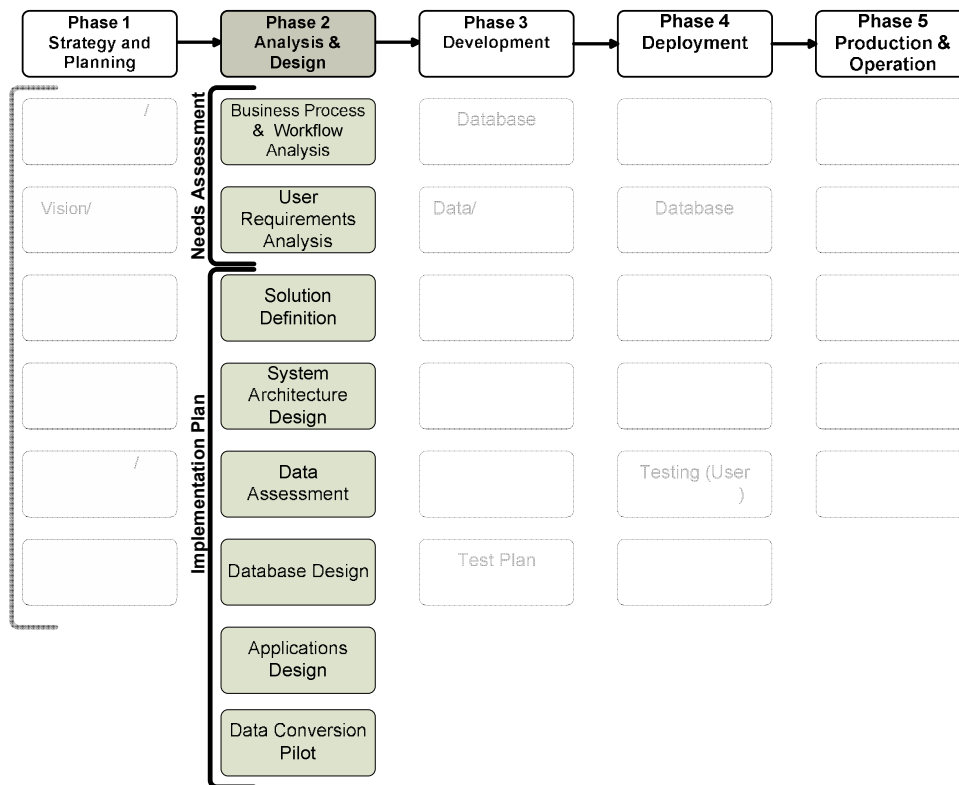 Phase 1
Strategy and
Planning
Phase 2
Analysis &
Design
Phase 3
Development
Phase 4
Deployment
Phase 5
Production &
Operation
Needs Assessment
Implementation Plan
/
Vision/
/
Business Process
& Workflow
Analysis
User
Requirements
Analysis
Solution
Definition
System
Architecture
Design
Data
Assessment
Database Design
Applications
Design
Data Conversion
Pilot
Database
Data/
Test Plan
Database
Testing (User
)